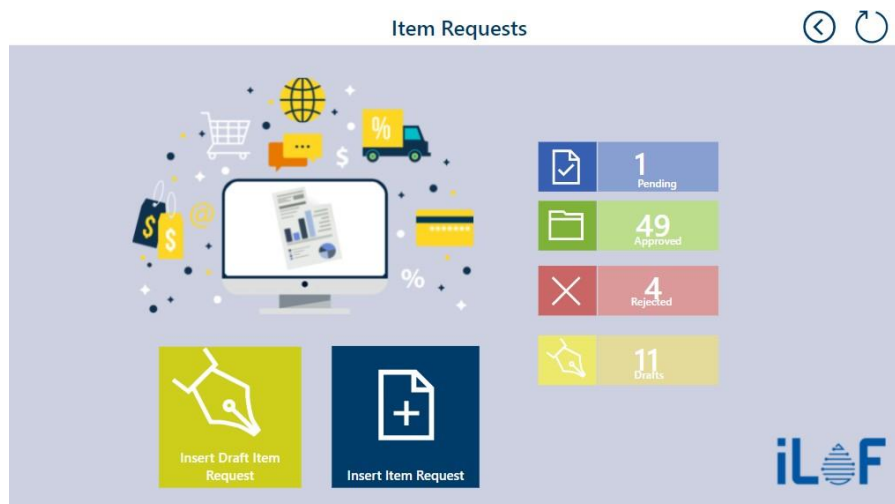 Item Requests
%
$
@
$
$
%
1
Pending
49
Approved
4
Rejected
11
Drafts
Insert Draft Item
Request
Insert Item Request
iLoF